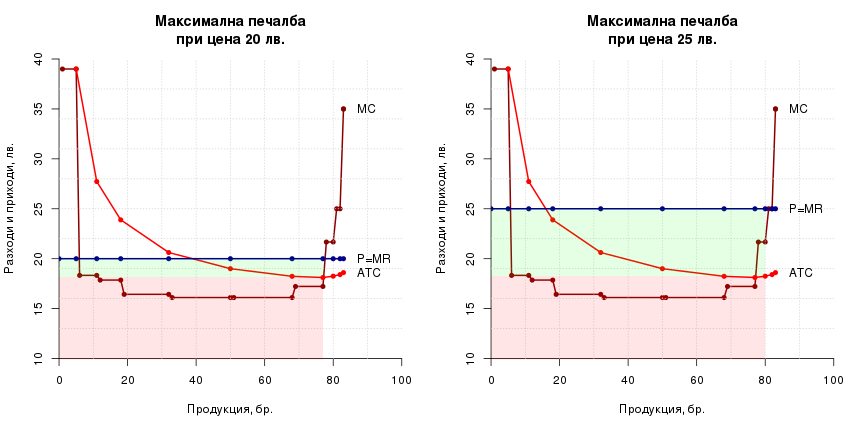 Максимална печалба
при цена 20 лв.
Разходи и приходи, лв.
40
35
30
25
20
15
10
MC
P=MR
ATC
0
20
40
60
80
100
Продукция, бр.
Максимална печалба
при цена 25 лв.
Разходи и приходи, лв.
40
35
30
25
20
15
10
MC
P=MR
ATC
0
20
40
60
80
100
Продукция, бр.